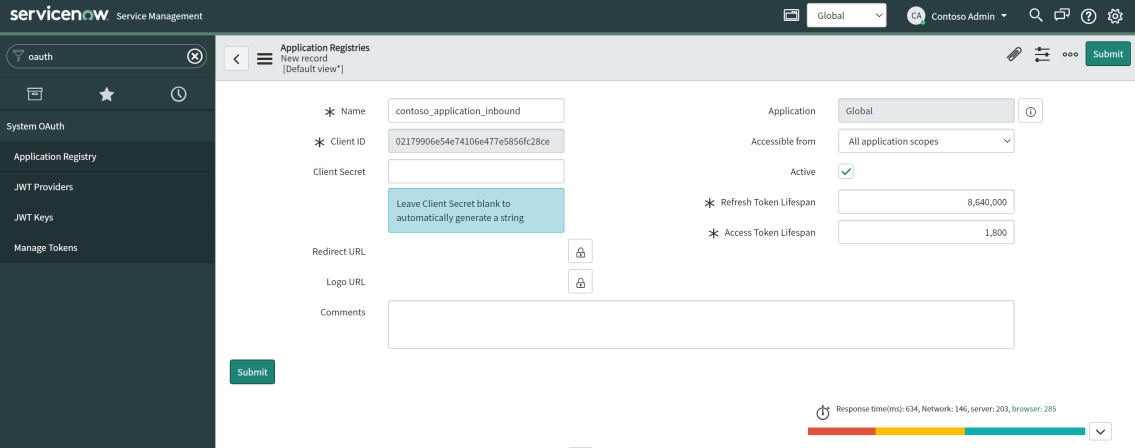 servicenow Service Management
Global
CA Contoso Admin
oauth
Application Registries
New record
[Default view*]
Submit
System OAuth
Application Registry
JWT Providers
JWT Keys
Manage Tokens
Name contoso_application_inbound
Client ID 02179906e54e74106e477e5856fc28ce
Client Secret
Leave Client Secret blank to
automatically generate a string
Redirect URL
Logo URL
Comments
Application Global
Accessible from All application scopes
Active
Refresh Token Lifespan 8,640,000
Access Token Lifespan 1,800
Submit
Response time(ms): 634, Network: 146, server: 203, browser: 285